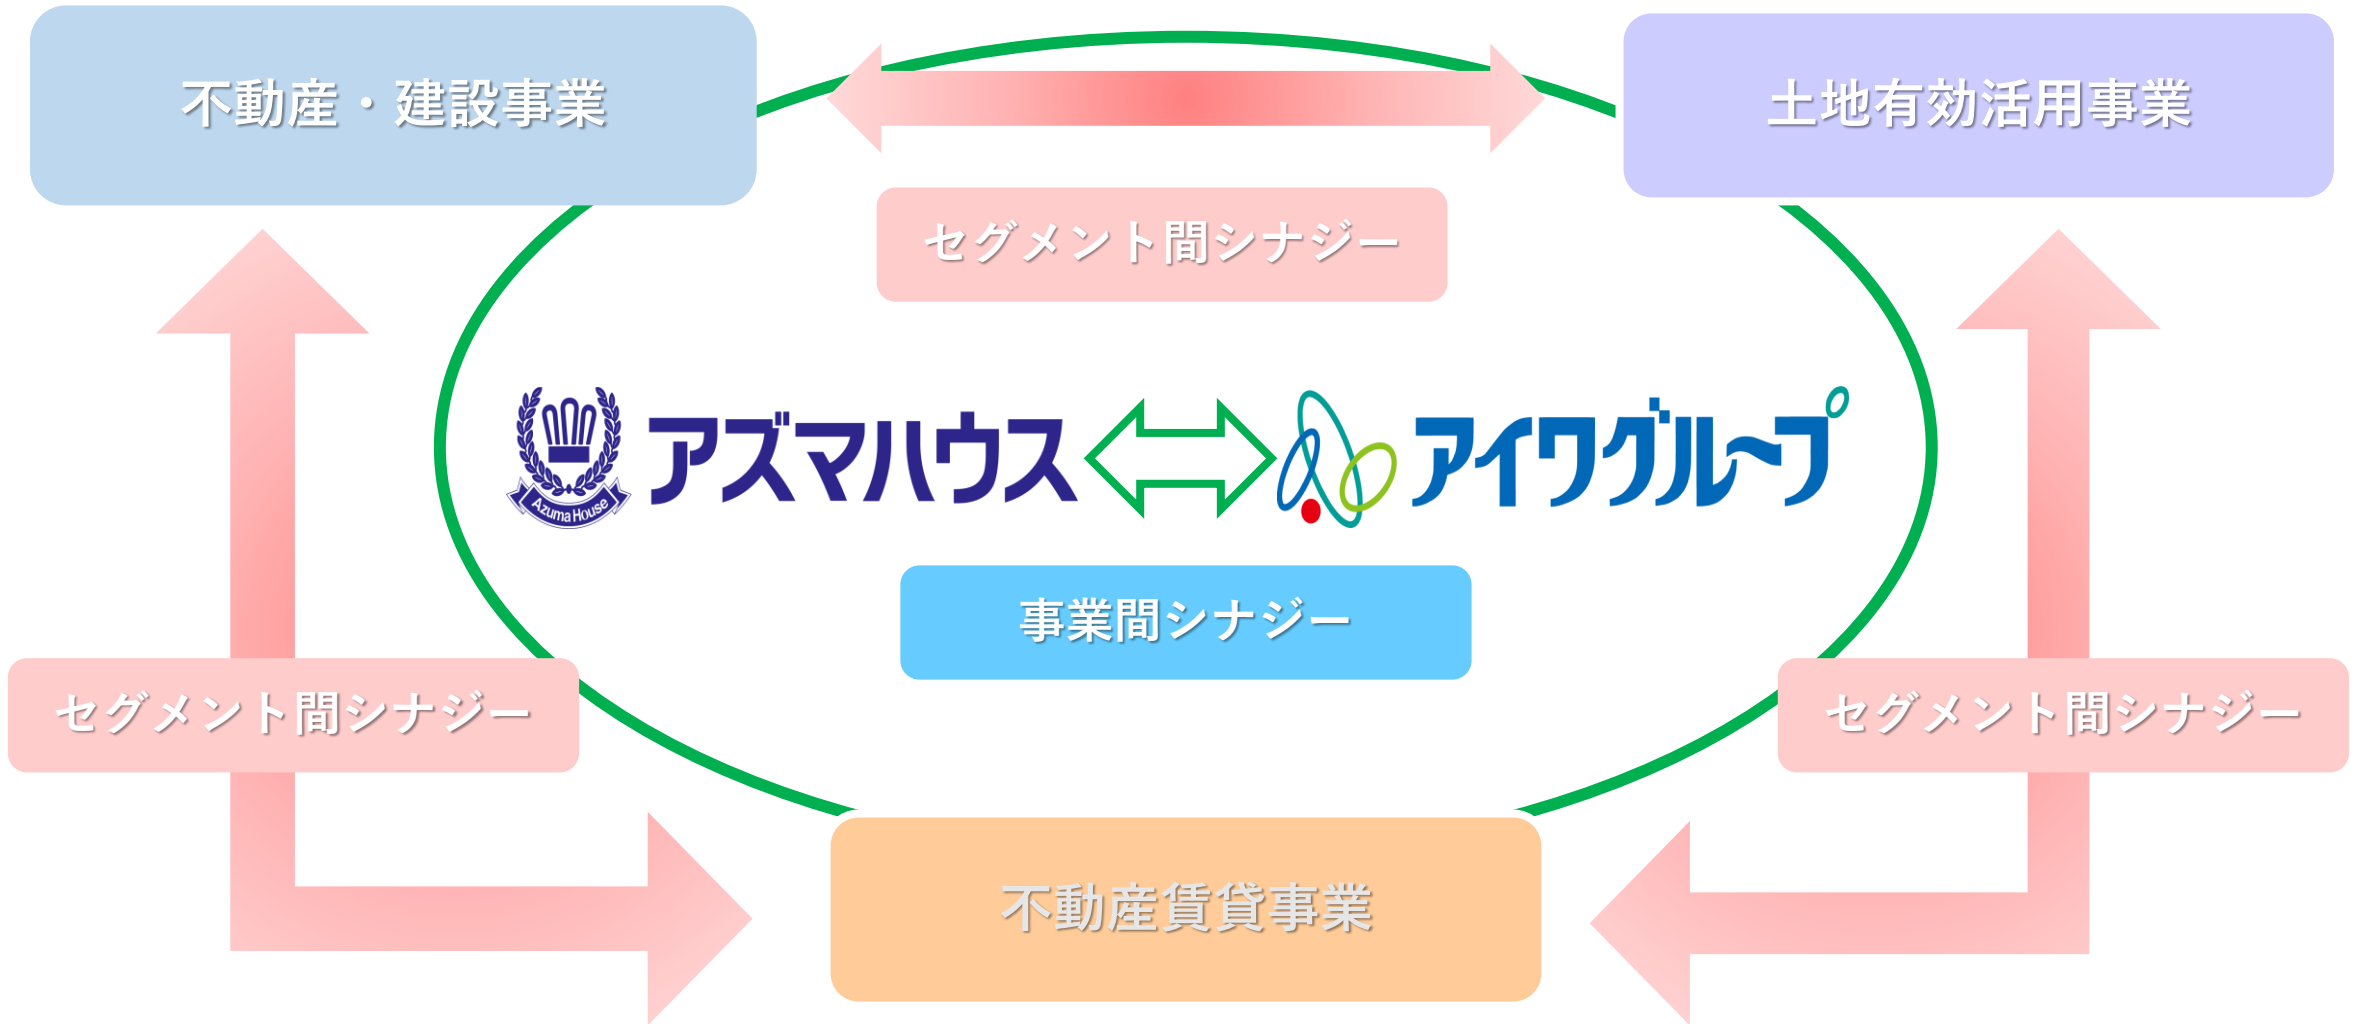 不動産・建設事業
土地有効活用事業
セグメント間シナジー
Azuma House
アズマハウス
アイワグループ
事業間シナジー
セグメント間シナジー
セグメント間シナジー
不動産賃貸事業